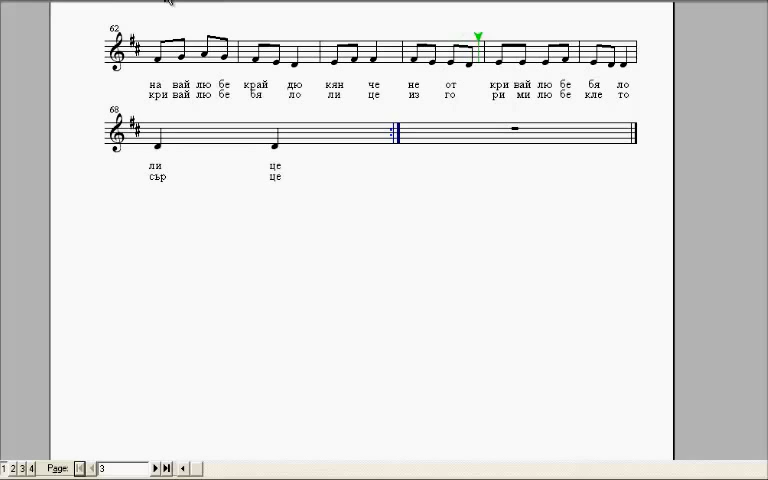 62
на вай лю бе край дю кян че не от кри вай лю бе бя ло
кри вай лю бе бя ло ли це из го ри ми лю бе кле то
68
ли це
сър це
1 2 3 4 Page: 3